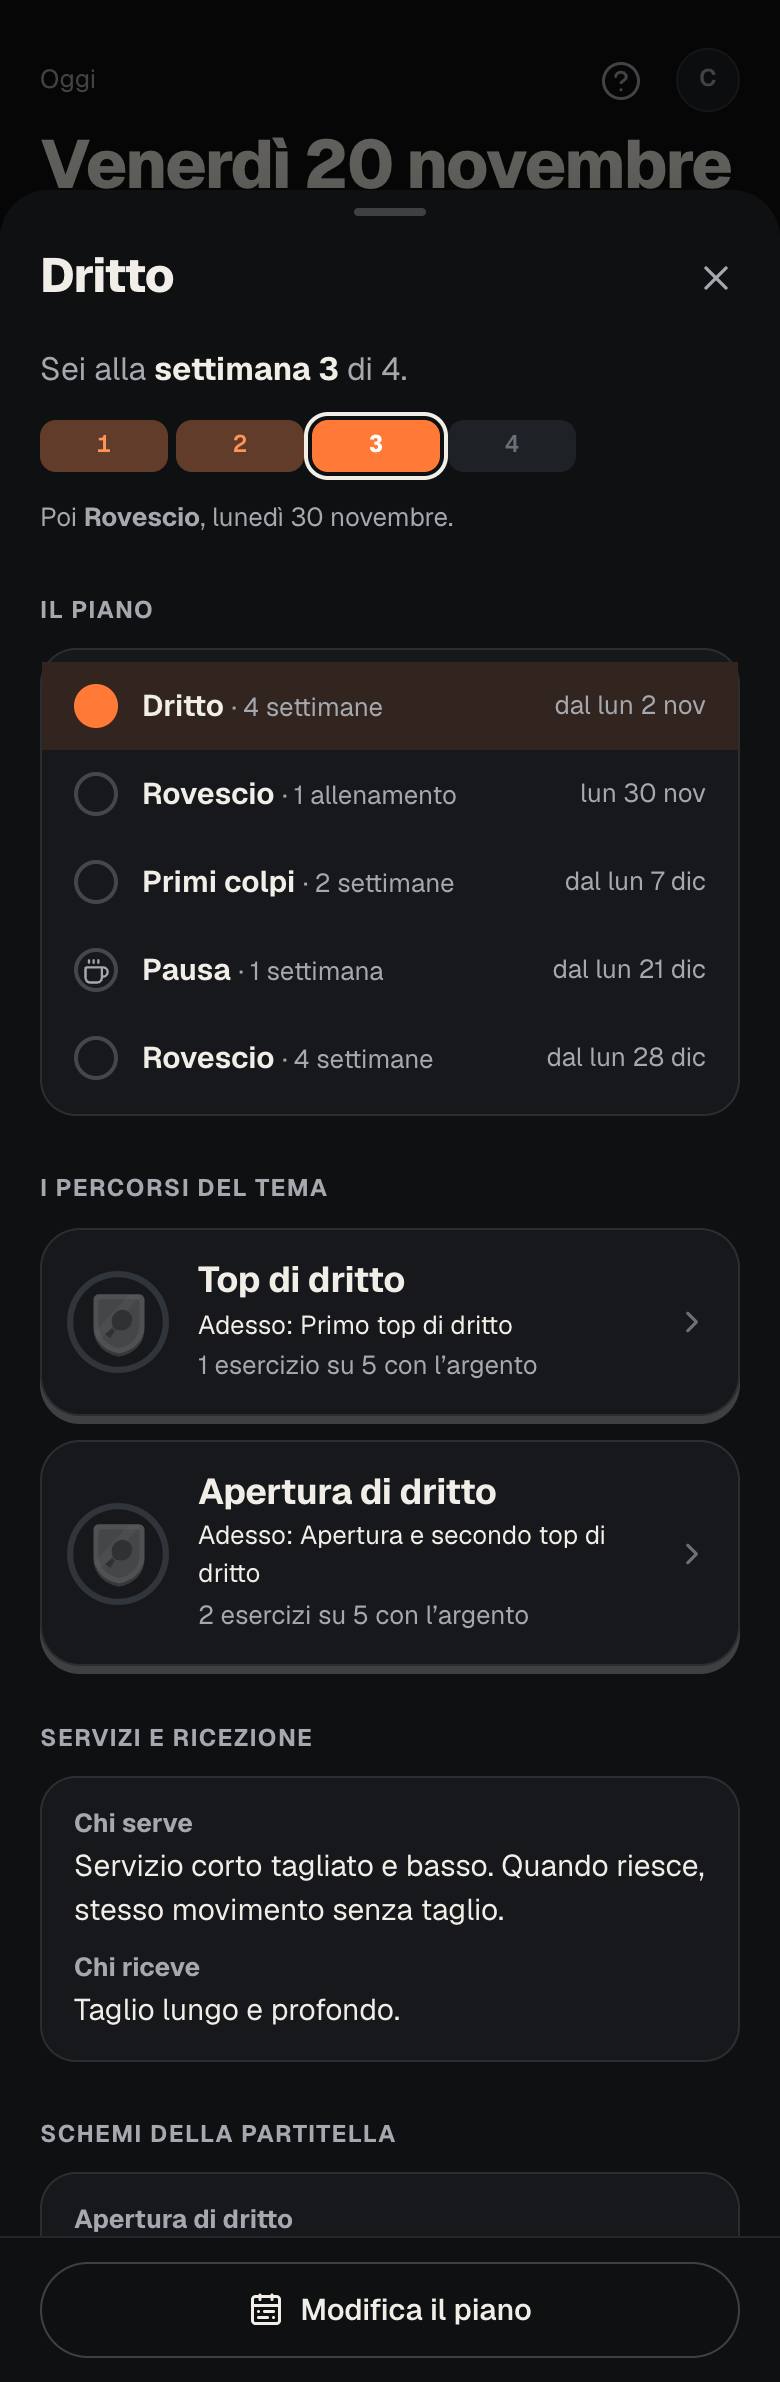 Oggi
C
Venerdì 20 novembre
Dritto
Sei alla settimana 3 di 4.
1 2 3 4
Poi Rovescio, lunedì 30 novembre.
IL PIANO
Dritto · 4 settimane dal lun 2 nov
Rovescio · 1 allenamento lun 30 nov
Primi colpi · 2 settimane dal lun 7 dic
Pausa · 1 settimana dal lun 21 dic
Rovescio · 4 settimane dal lun 28 dic
I PERCORSI DEL TEMA
Top di dritto
Adesso: Primo top di dritto
1 esercizio su 5 con l’argento
Apertura di dritto
Adesso: Apertura e secondo top di
dritto
2 esercizi su 5 con l’argento
SERVIZI E RICEZIONE
Chi serve
Servizio corto tagliato e basso. Quando riesce,
stesso movimento senza taglio.
Chi riceve
Taglio lungo e profondo.
SCHEMI DELLA PARTITELLA
Apertura di dritto
Modifica il piano